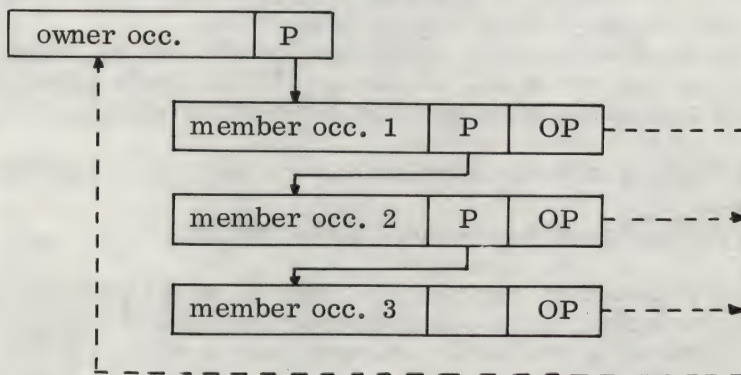 owner occ. P
member occ. 1 P OP
member occ. 2 P OP
member occ. 3 OP